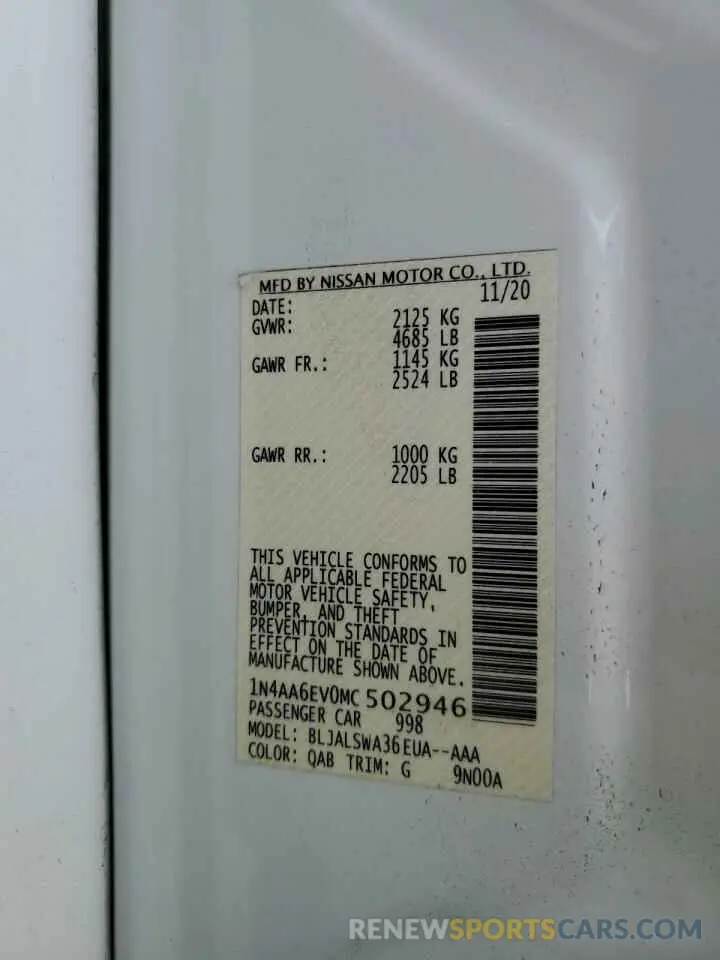 MFD BY NISSAN MOTOR CO., LTD.
DATE: 11/20
GVWR: 2125 KG
4685 LB
GAWR FR.: 1145 KG
2524 LB
GAWR RR.: 1000 KG
2205 LB
THIS VEHICLE CONFORMS TO
ALL APPLICABLE FEDERAL
MOTOR VEHICLE SAFETY,
BUMPER, AND THEFT
PREVENTION STANDARDS IN
EFFECT ON THE DATE OF
MANUFACTURE SHOWN ABOVE.
1N4AA6EV0MC502946
PASSENGER CAR 998
MODEL: BLJALSWA36EUA--AAA
COLOR: QAB TRIM: G 9N00A
RENEWSPORTSCARS.COM